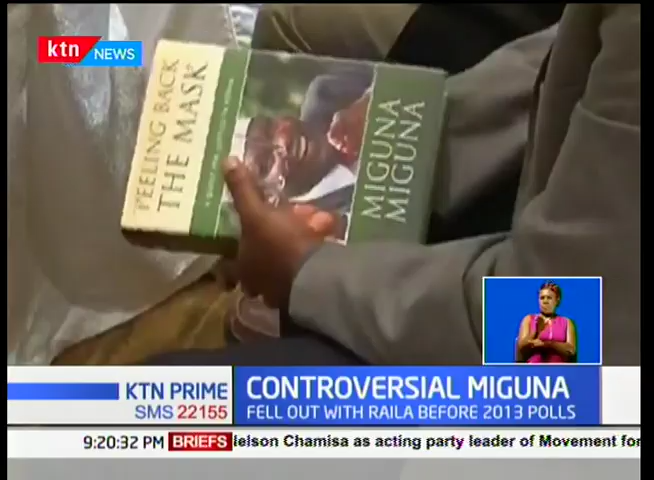 ktn NEWS
PEELING BACK
THE MASK
MIGUNA
MIGUNA
KTN PRIME
SMS 22155
CONTROVERSIAL MIGUNA
FELL OUT WITH RAILA BEFORE 2013 POLLS
9:20:32 PM BRIEFS ielson Chamisa as acting party leader of Movement for